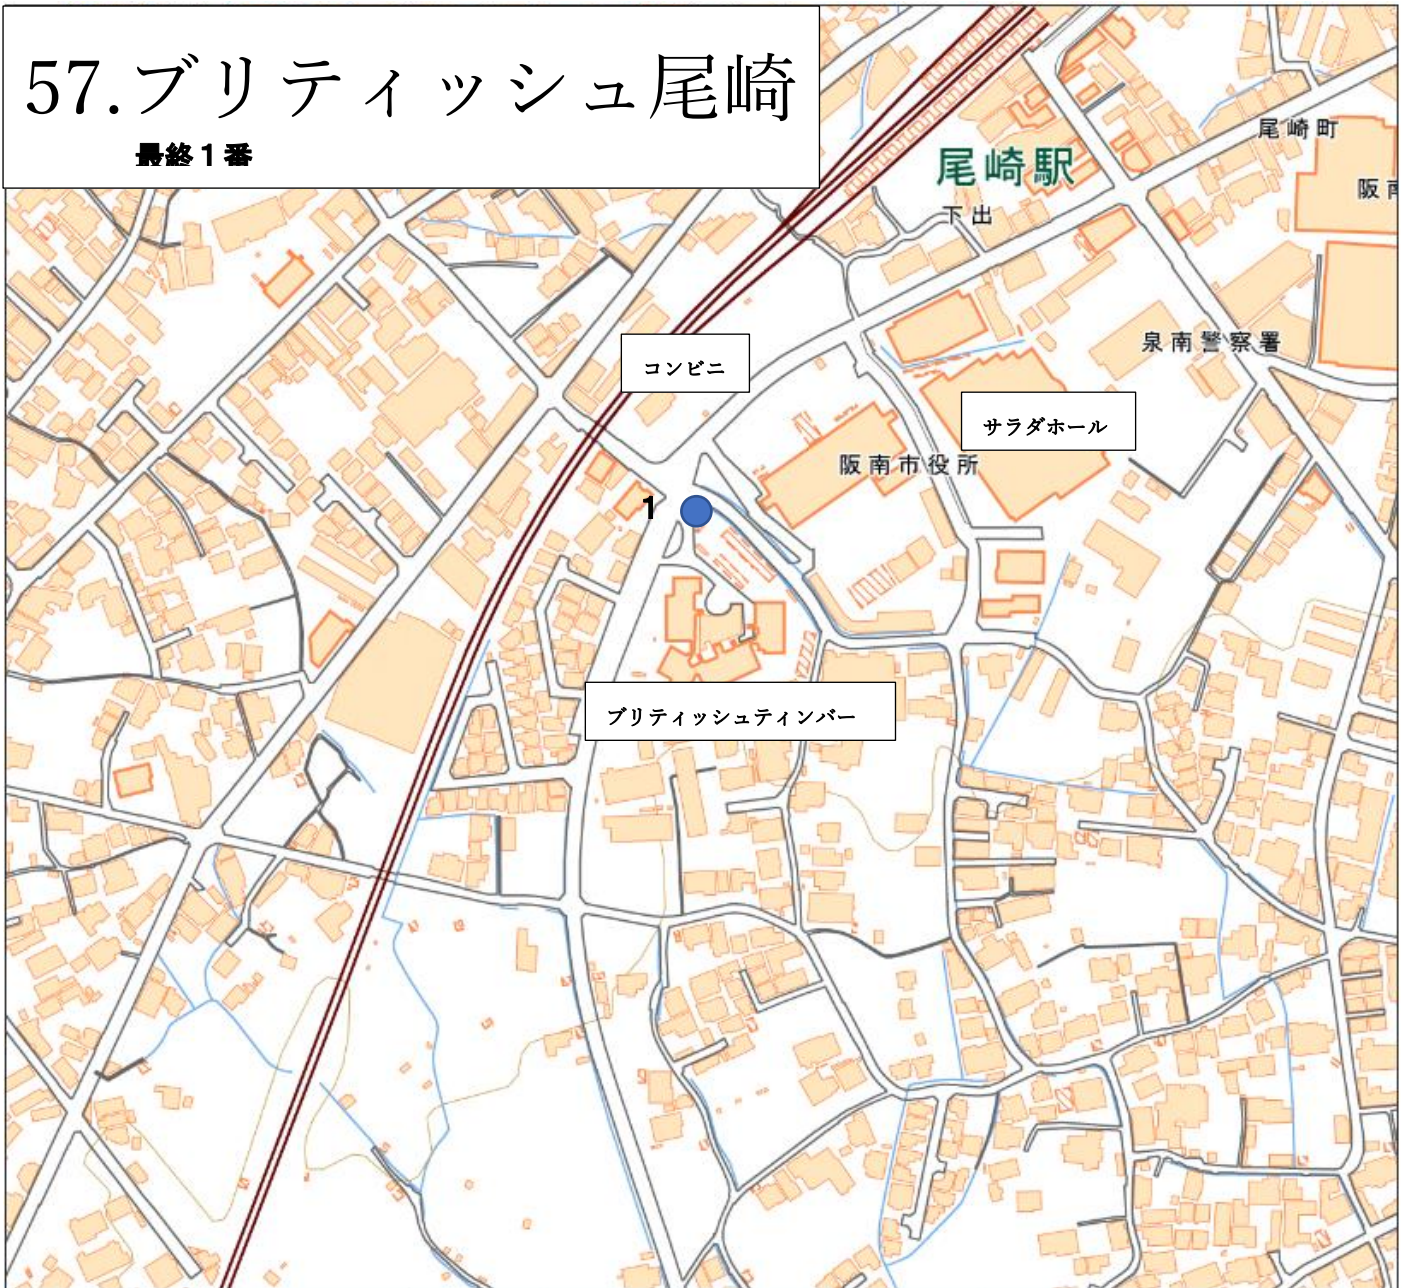 57.ブリティッシュ尾崎
最終1番
尾崎町
尾崎駅
阪南
下出
泉南警察署
コンビニ
サラダホール
阪南市役所
1
ブリティッシュティンバー